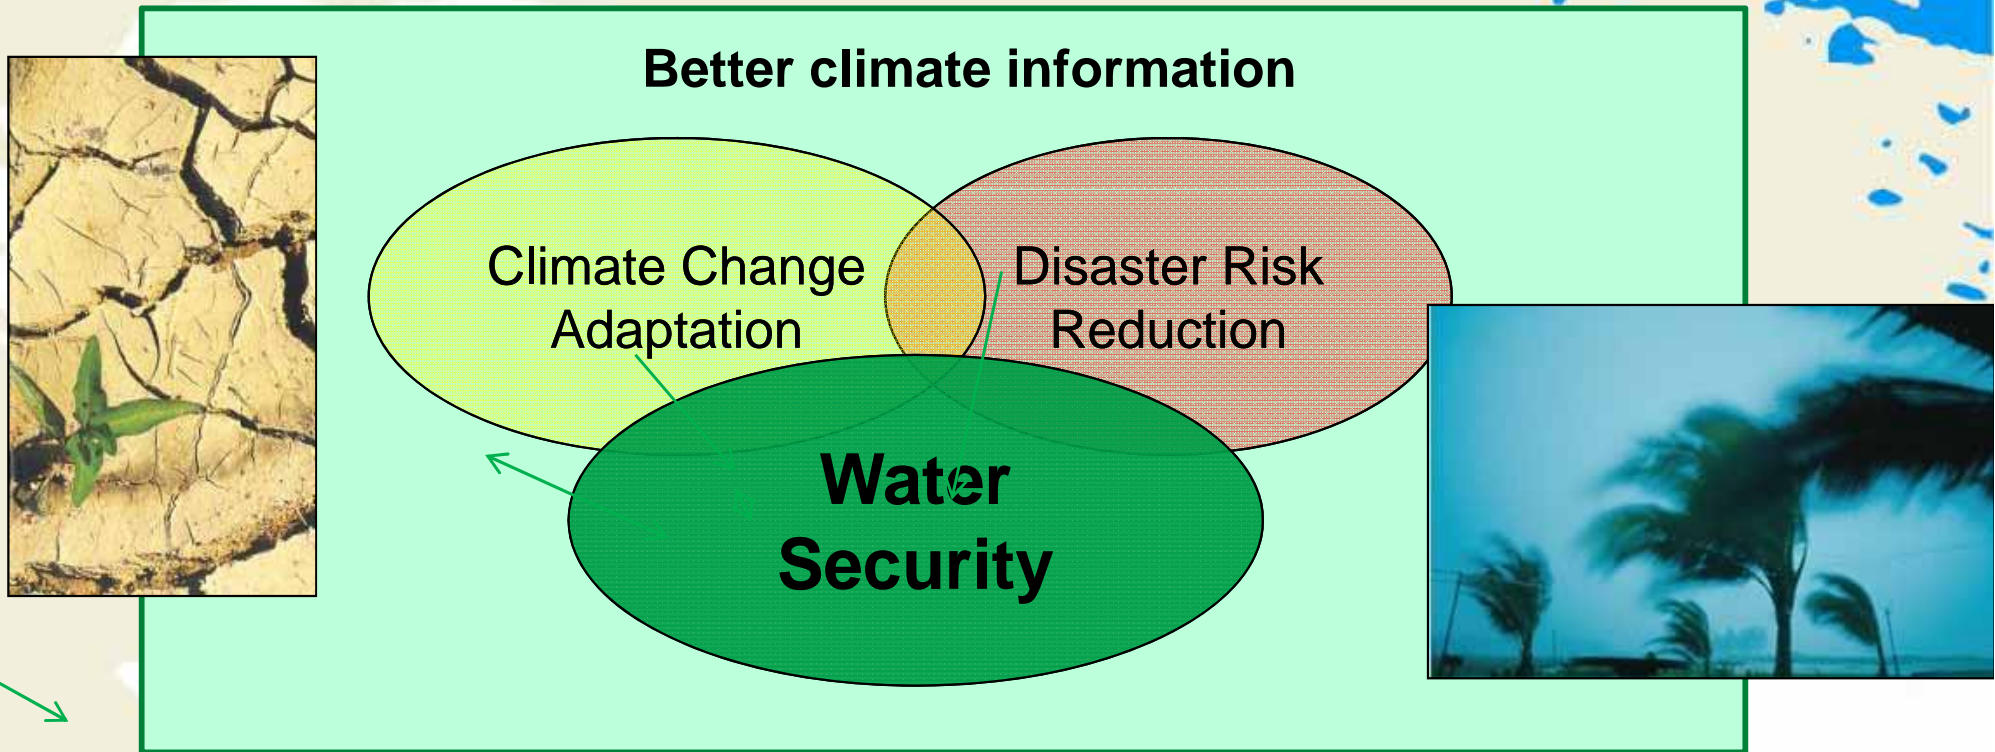 Better climate information
Climate Change
Adaptation
Disaster Risk
Reduction
Water
Security